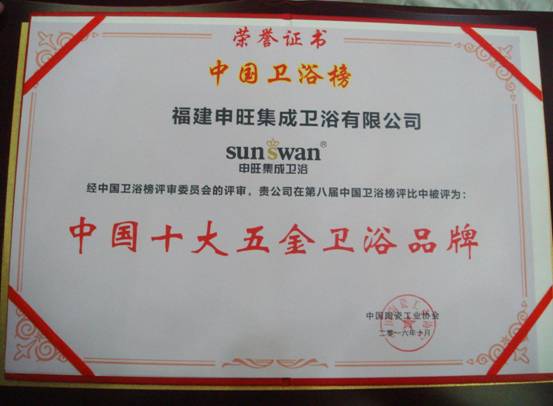 荣誉证书
中国卫浴榜
福建申旺集成卫浴有限公司
sunswan®
申旺集成卫浴
经中国卫浴榜评审委员会的评审，贵公司在第八届中国卫浴榜评比中被评为：
中国十大五金卫浴品牌
中国陶瓷工业协会
二零一六年十月